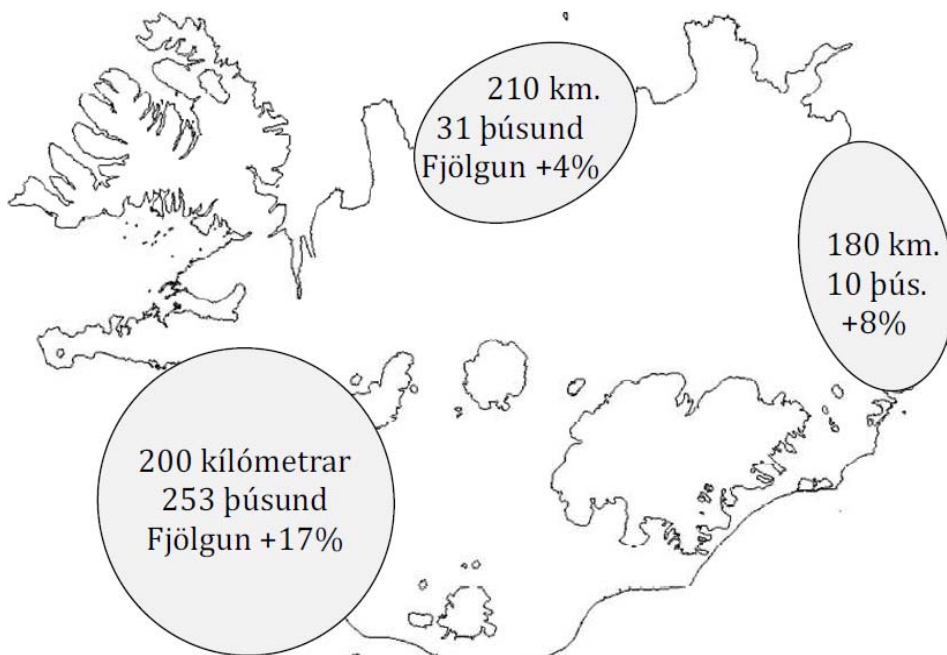 210 km.
31 þúsund
Fjölgun +4%
180 km.
10 þús.
+8%
200 kílómetrar
253 þúsund
Fjölgun +17%